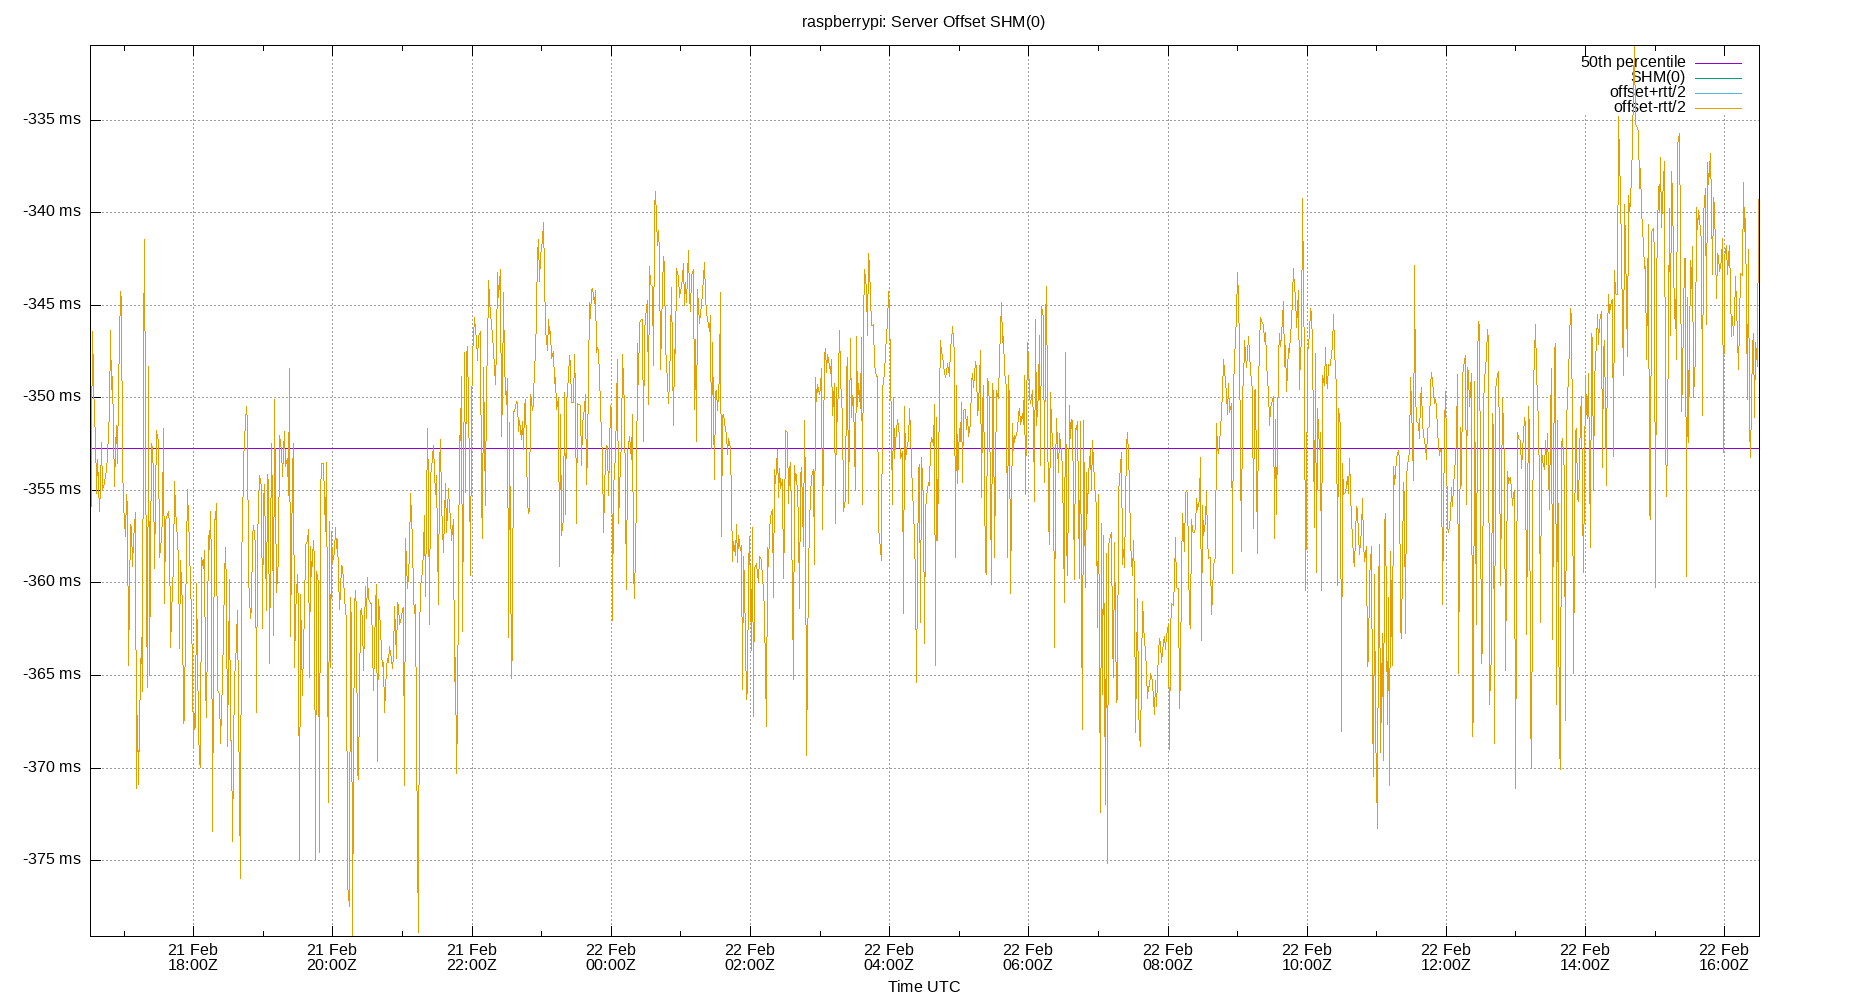 raspberrypi: Server Offset SHM(0)
50th percentile
SHM(0)
offset+rtt/2
offset-rtt/2
-335 ms
-340 ms
-345 ms
-350 ms
-355 ms
-360 ms
-365 ms
-370 ms
-375 ms
21 Feb 21 Feb 21 Feb 22 Feb 22 Feb 22 Feb 22 Feb 22 Feb 22 Feb 22 Feb 22 Feb 22 Feb
18:00Z 20:00Z 22:00Z 00:00Z 02:00Z 04:00Z 06:00Z 08:00Z 10:00Z 12:00Z 14:00Z 16:00Z
Time UTC